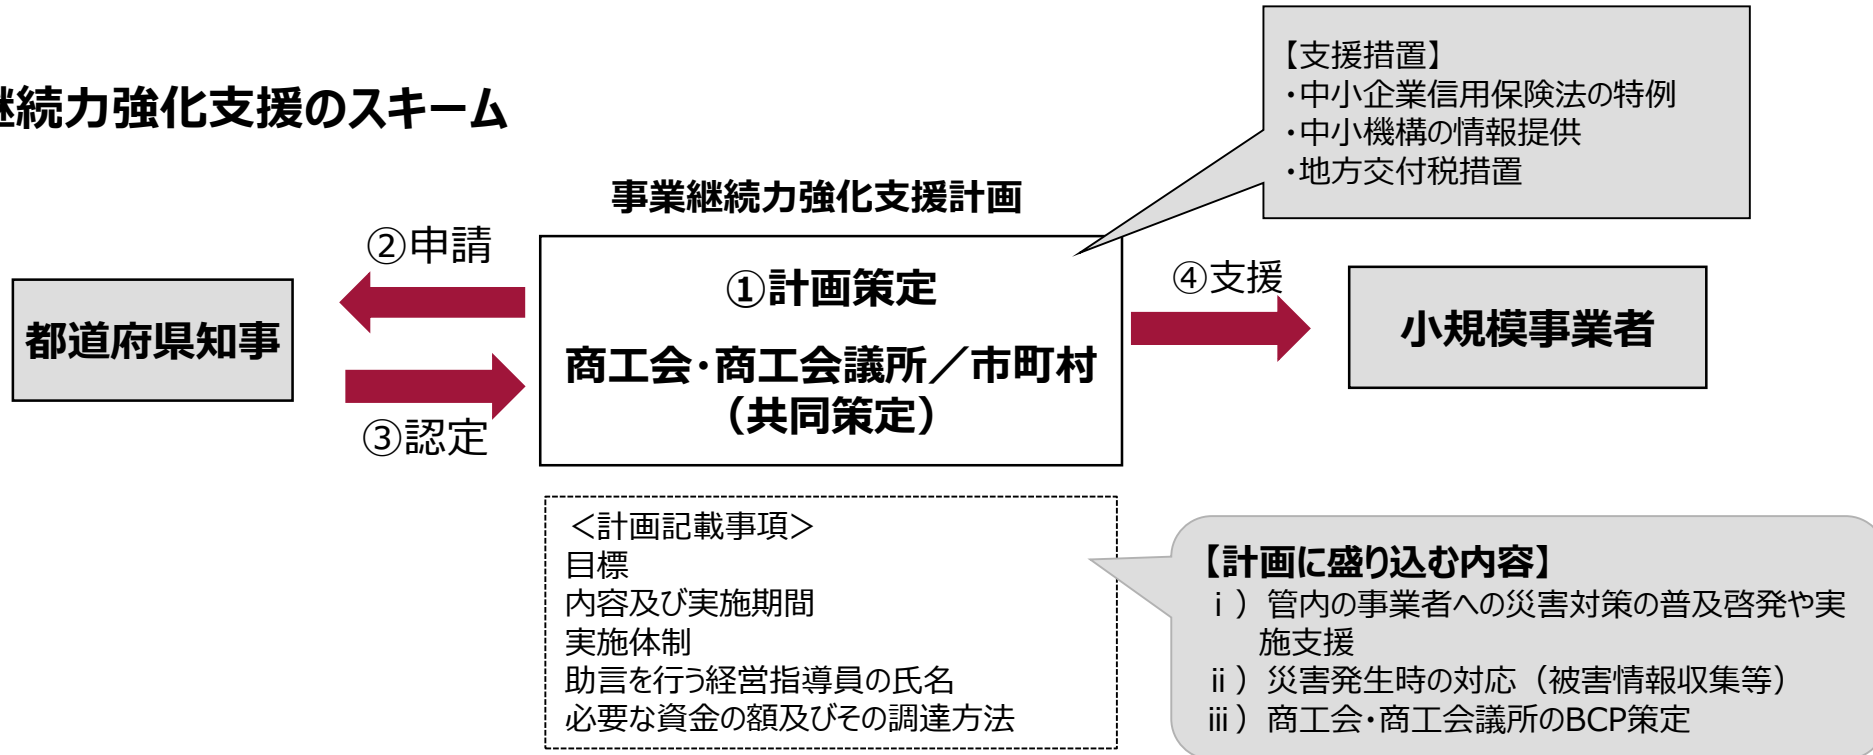 継続力強化支援のスキーム
【支援措置】
・中小企業信用保険法の特例
・中小機構の情報提供
・地方交付税措置
事業継続力強化支援計画
②申請
①計画策定
④支援
都道府県知事
商工会・商工会議所／市町村
（共同策定）
小規模事業者
③認定
＜計画記載事項＞
目標
内容及び実施期間
実施体制
助言を行う経営指導員の氏名
必要な資金の額及びその調達方法
【計画に盛り込む内容】
ⅰ）管内の事業者への災害対策の普及啓発や実
施支援
ⅱ）災害発生時の対応（被害情報収集等）
ⅲ）商工会・商工会議所のBCP策定